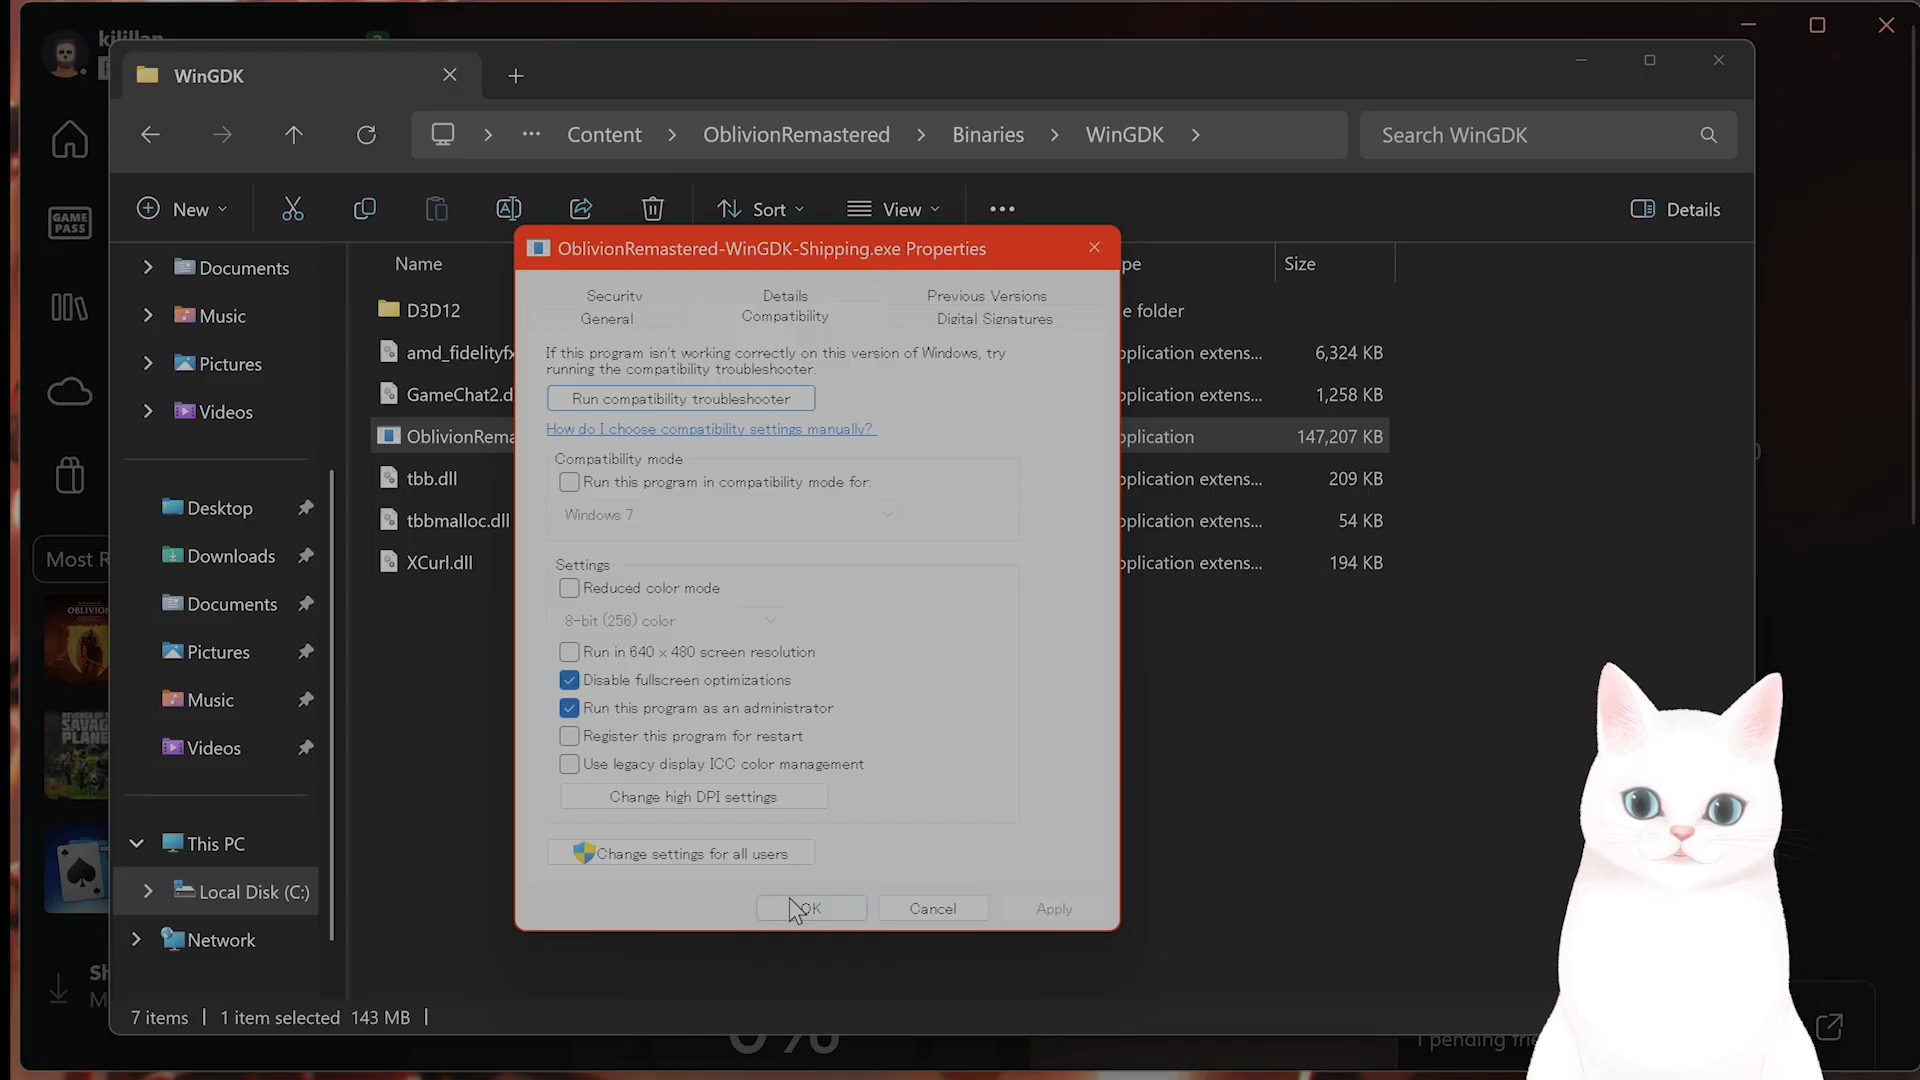 kilillan
WinGDK
Content
OblivionRemastered
Binaries
WinGDK
Search WinGDK
GAME
PASS
New
Sort
View
Details
OblivionRemastered-WinGDK-Shipping.exe Properties
Documents
Music
Pictures
Videos
Desktop
Downloads
Documents
Pictures
Music
Videos
This PC
Local Disk (C:)
Network
Most R
OBLIVION
SAVAG
PLANE
Name
pe
Size
D3D12
e folder
amd_fidelityfx
pplication extens...
6,324 KB
GameChat2.d
pplication extens...
1,258 KB
OblivionRema
pplication
147,207 KB
tbb.dll
pplication extens...
209 KB
tbbmalloc.dll
pplication extens...
54 KB
XCurl.dll
pplication extens...
194 KB
Security
Details
Previous Versions
General
Compatibility
Digital Signatures
If this program isn't working correctly on this version of Windows, try
running the compatibility troubleshooter.
Run compatibility troubleshooter
How do I choose compatibility settings manually?
Compatibility mode
Run this program in compatibility mode for:
Windows 7
Settings
Reduced color mode
8-bit (256) color
Run in 640 x 480 screen resolution
Disable fullscreen optimizations
Run this program as an administrator
Register this program for restart
Use legacy display ICC color management
Change high DPI settings
Change settings for all users
OK
Cancel
Apply
7 items
1 item selected 143 MB
1 pending frie